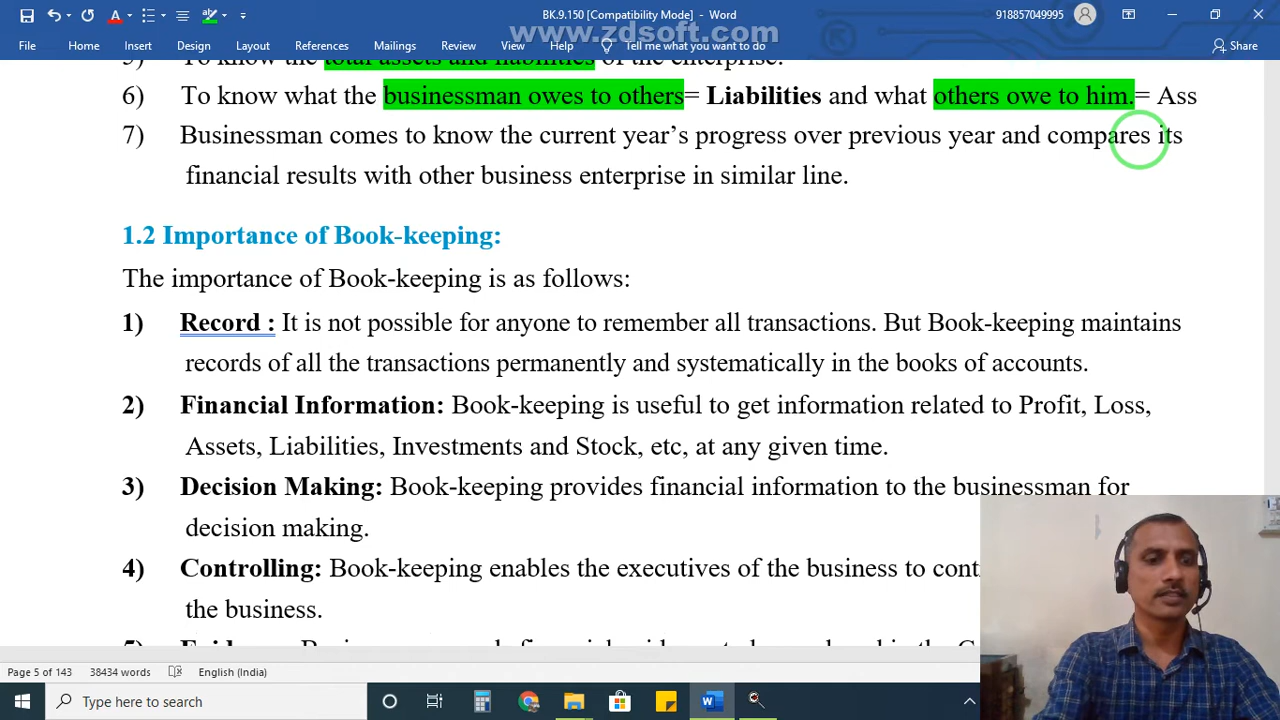 BK.9.150 [Compatibility Mode] - Word
918857049995
www.zdsoft.com
File Home Insert Design Layout References Mailings Review View Help Tell me what you want to do Share
5) To know the total assets and liabilities of the enterprise.
6) To know what the businessman owes to others= Liabilities and what others owe to him.= Ass
7) Businessman comes to know the current year’s progress over previous year and compares its
financial results with other business enterprise in similar line.
1.2 Importance of Book-keeping:
The importance of Book-keeping is as follows:
1) Record : It is not possible for anyone to remember all transactions. But Book-keeping maintains
records of all the transactions permanently and systematically in the books of accounts.
2) Financial Information: Book-keeping is useful to get information related to Profit, Loss,
Assets, Liabilities, Investments and Stock, etc, at any given time.
3) Decision Making: Book-keeping provides financial information to the businessman for
decision making.
4) Controlling: Book-keeping enables the executives of the business to cont
the business.
Page 5 of 143 38434 words English (India)
Type here to search